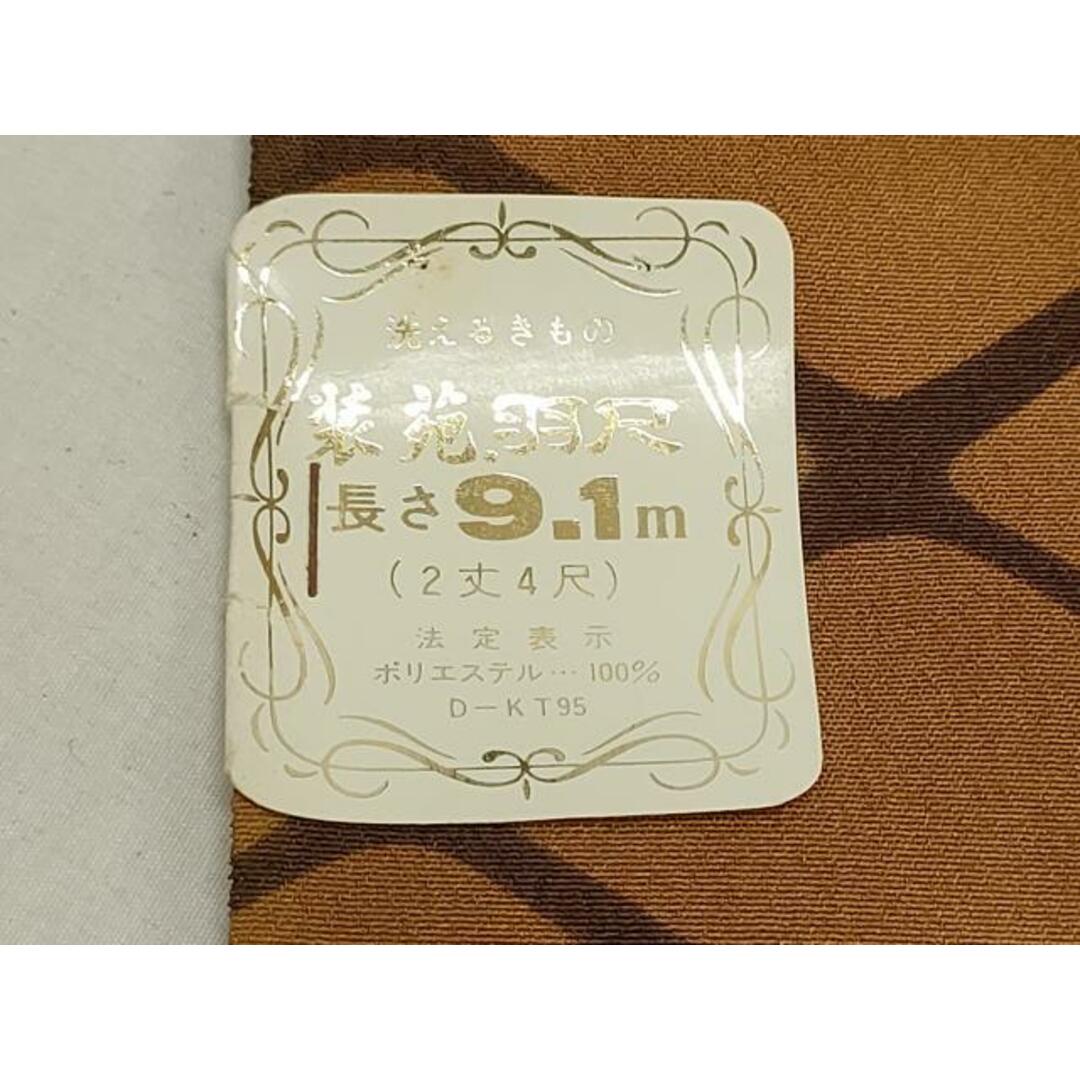 洗えるきもの
装苑羽尺
長さ9.1m
(2丈4尺)
法定表示
ポリエステル…100%
D-KT95